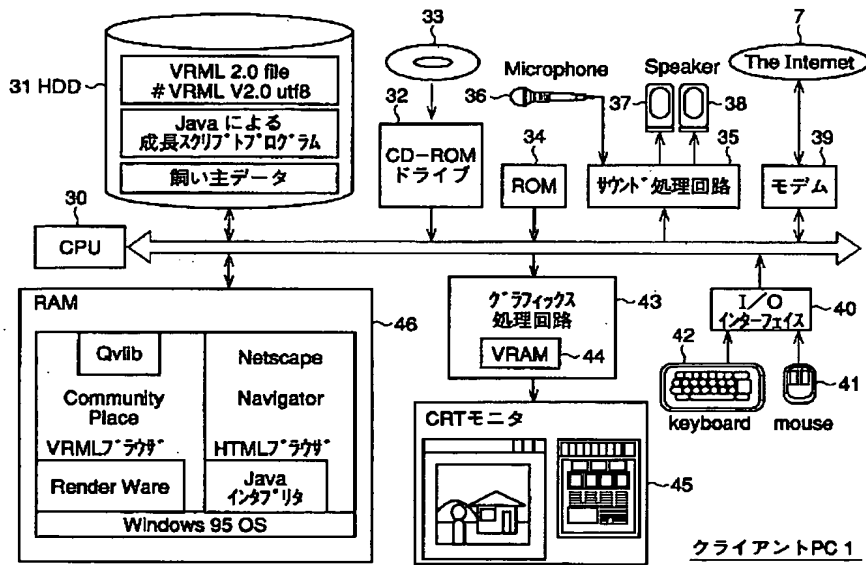 31 HDD
VRML 2.0 file
# VRML V2.0 utf8
Java による
成長スクリプトプログラム
飼い主データ
33
32
CD-ROM
ドライブ
34
ROM
Microphone
36
Speaker
37
38
35
サウンド処理回路
7
The Internet
39
モデム
30
CPU
RAM
46
Qvlib
Community
Place
VRMLブラウザ
Render Ware
Netscape
Navigator
HTMLブラウザ
Java
インタプリタ
Windows 95 OS
グラフィックス
処理回路
43
VRAM
44
CRTモニタ
45
I/O
インターフェイス
40
42
keyboard
41
mouse
クライアントPC 1